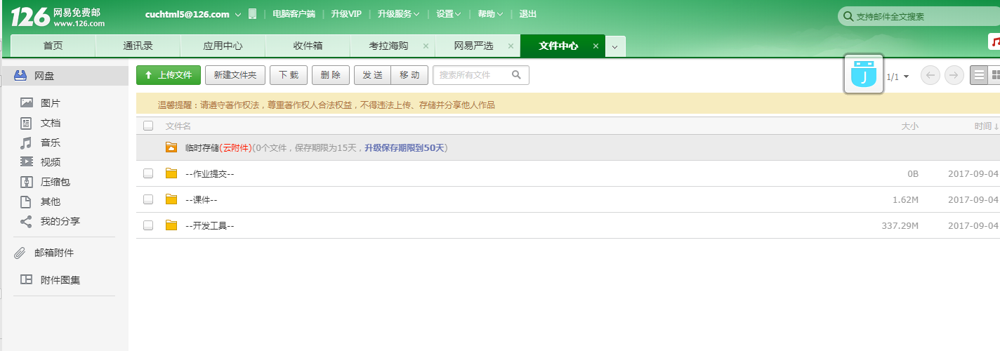 126 网易免费邮 www.126.com
cuchtml5@126.com 电脑客户端 升级VIP 升级服务 设置 帮助 退出
支持邮件全文搜索
首页 通讯录 应用中心 收件箱 考拉海购 网易严选 文件中心
网盘
图片
文档
音乐
视频
压缩包
其他
我的分享
邮箱附件
附件图集
上传文件 新建文件夹 下 载 删 除 发 送 移 动 搜索所有文件
J
1/1
温馨提醒：请遵守著作权法，尊重著作权人合法权益，不得违法上传、存储并分享他人作品
文件名 大小 时间↓
临时存储(云附件)(0个文件，保存期限为15天，升级保存期限到50天)
--作业提交-- 0B 2017-09-04
--课件-- 1.62M 2017-09-04
--开发工具-- 337.29M 2017-09-04